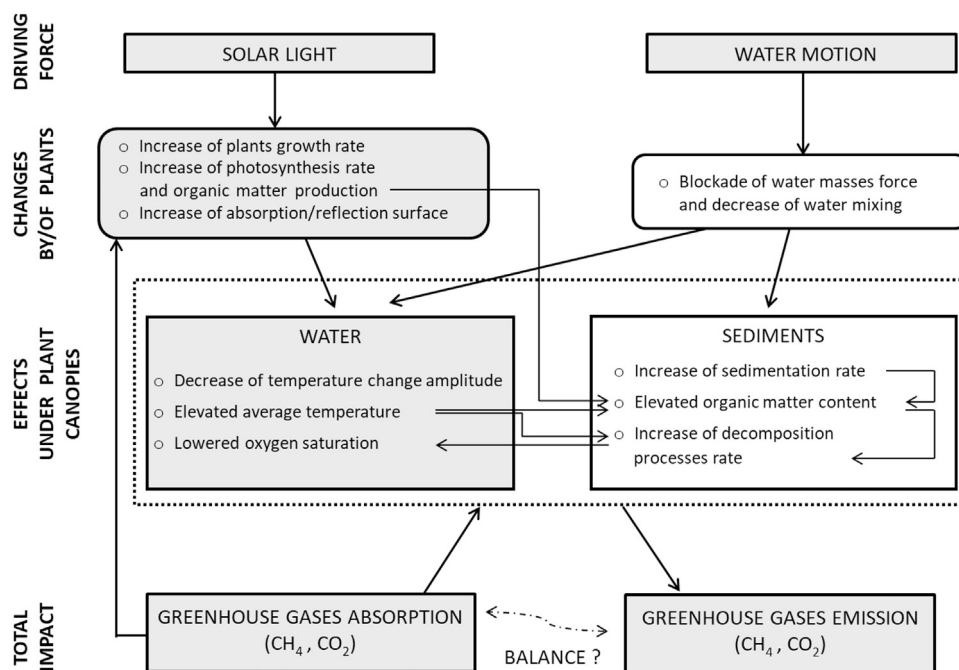 DRIVING
FORCE
SOLAR LIGHT
WATER MOTION
CHANGES
BY/OF PLANTS
○ Increase of plants growth rate
○ Increase of photosynthesis rate
and organic matter production
○ Increase of absorption/reflection surface
○ Blockade of water masses force
and decrease of water mixing
EFFECTS
UNDER PLANT
CANOPIES
WATER
○ Decrease of temperature change amplitude
○ Elevated average temperature
○ Lowered oxygen saturation
SEDIMENTS
○ Increase of sedimentation rate
○ Elevated organic matter content
○ Increase of decomposition
processes rate
TOTAL
IMPACT
GREENHOUSE GASES ABSORPTION
(CH₄ , CO₂)
BALANCE ?
GREENHOUSE GASES EMISSION
(CH₄ , CO₂)